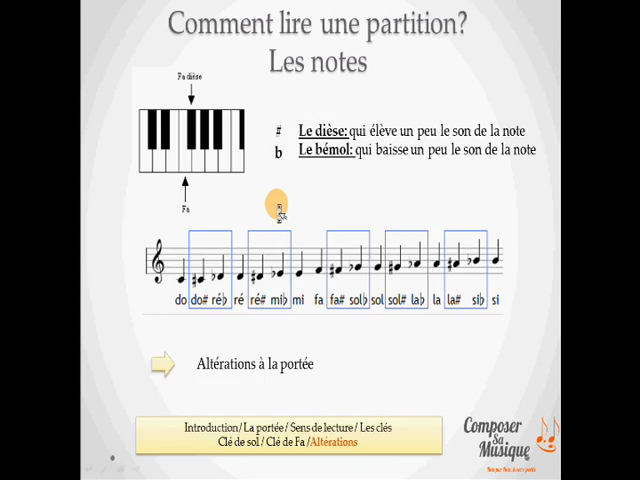 Comment lire une partition?
Les notes
Fa dièse
# Le dièse: qui élève un peu le son de la note
b Le bémol: qui baisse un peu le son de la note
Fa
do do# ré♭ ré ré# mi♭ mi fa fa# sol♭ sol sol# la♭ la la# si♭ si
Altérations à la portée
Introduction / La portée / Sens de lecture / Les clés
Clé de sol / Clé de Fa /Altérations
Composer
Sa
Musique